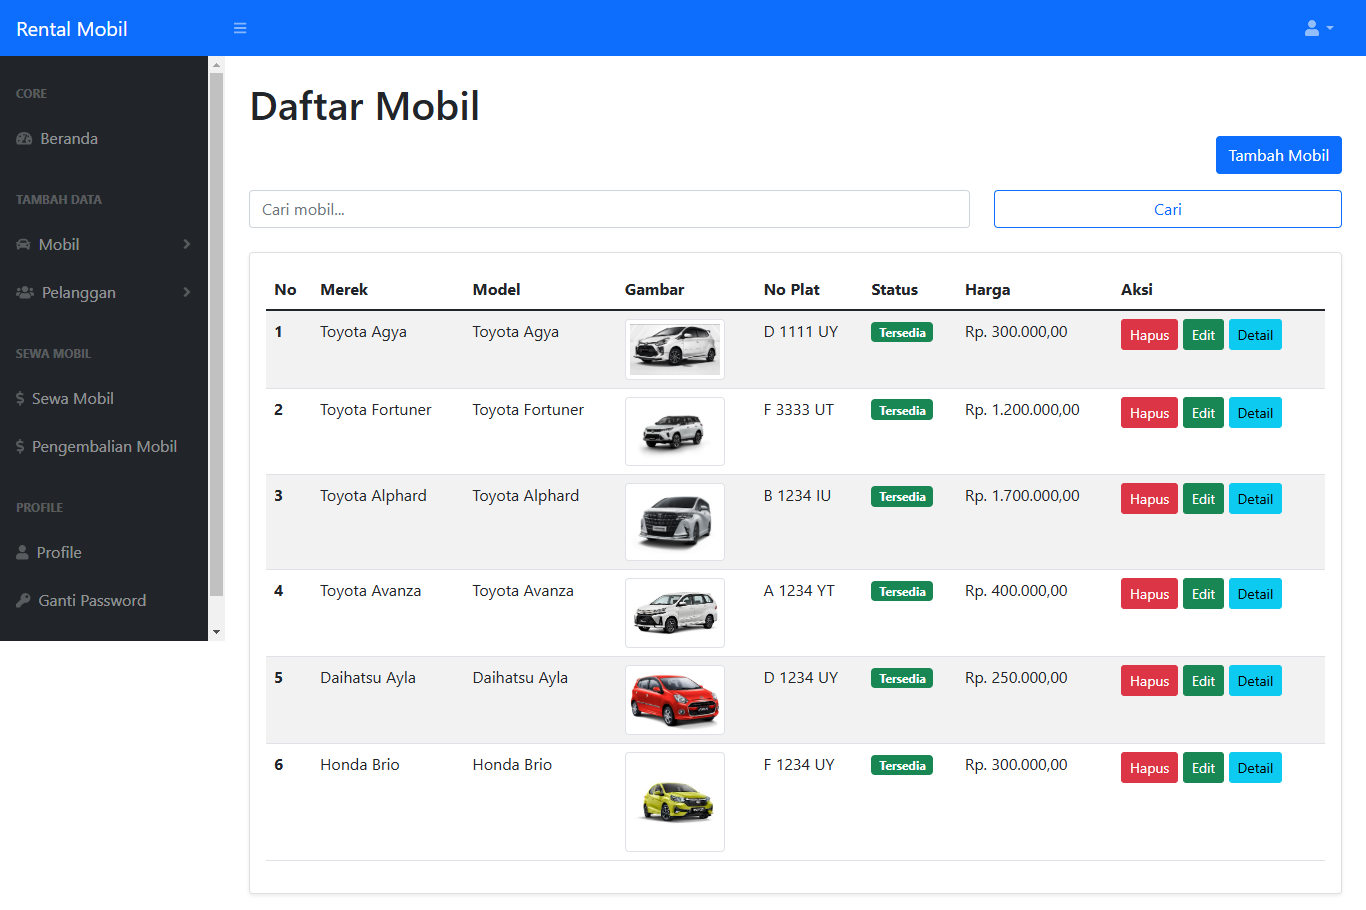 Rental Mobil
CORE
Beranda
TAMBAH DATA
Mobil
Pelanggan
SEWA MOBIL
$ Sewa Mobil
$ Pengembalian Mobil
PROFILE
Profile
Ganti Password
Daftar Mobil
Tambah Mobil
Cari mobil... Cari
No Merek Model Gambar No Plat Status Harga Aksi
1 Toyota Agya Toyota Agya D 1111 UY Tersedia Rp. 300.000,00 Hapus Edit Detail
2 Toyota Fortuner Toyota Fortuner F 3333 UT Tersedia Rp. 1.200.000,00 Hapus Edit Detail
3 Toyota Alphard Toyota Alphard B 1234 IU Tersedia Rp. 1.700.000,00 Hapus Edit Detail
4 Toyota Avanza Toyota Avanza A 1234 YT Tersedia Rp. 400.000,00 Hapus Edit Detail
5 Daihatsu Ayla Daihatsu Ayla D 1234 UY Tersedia Rp. 250.000,00 Hapus Edit Detail
6 Honda Brio Honda Brio F 1234 UY Tersedia Rp. 300.000,00 Hapus Edit Detail